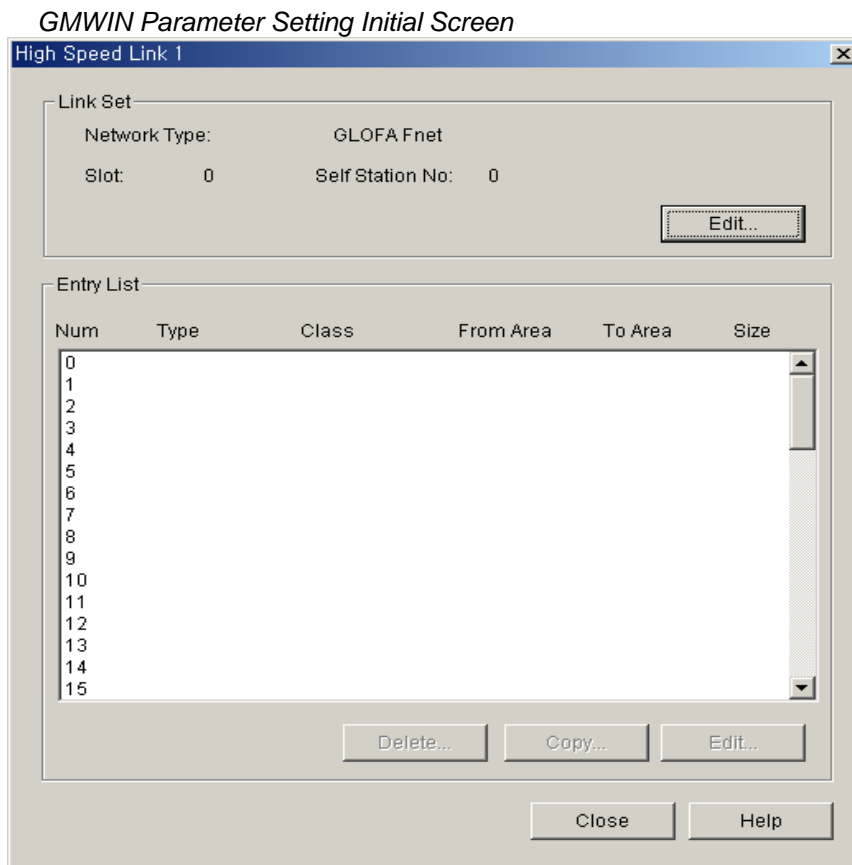 GMWIN Parameter Setting Initial Screen
High Speed Link 1
Link Set
Network Type: GLOFA Fnet
Slot: 0 Self Station No: 0
Edit...
Entry List
Num Type Class From Area To Area Size
0
1
2
3
4
5
6
7
8
9
10
11
12
13
14
15
Delete... Copy... Edit...
Close Help